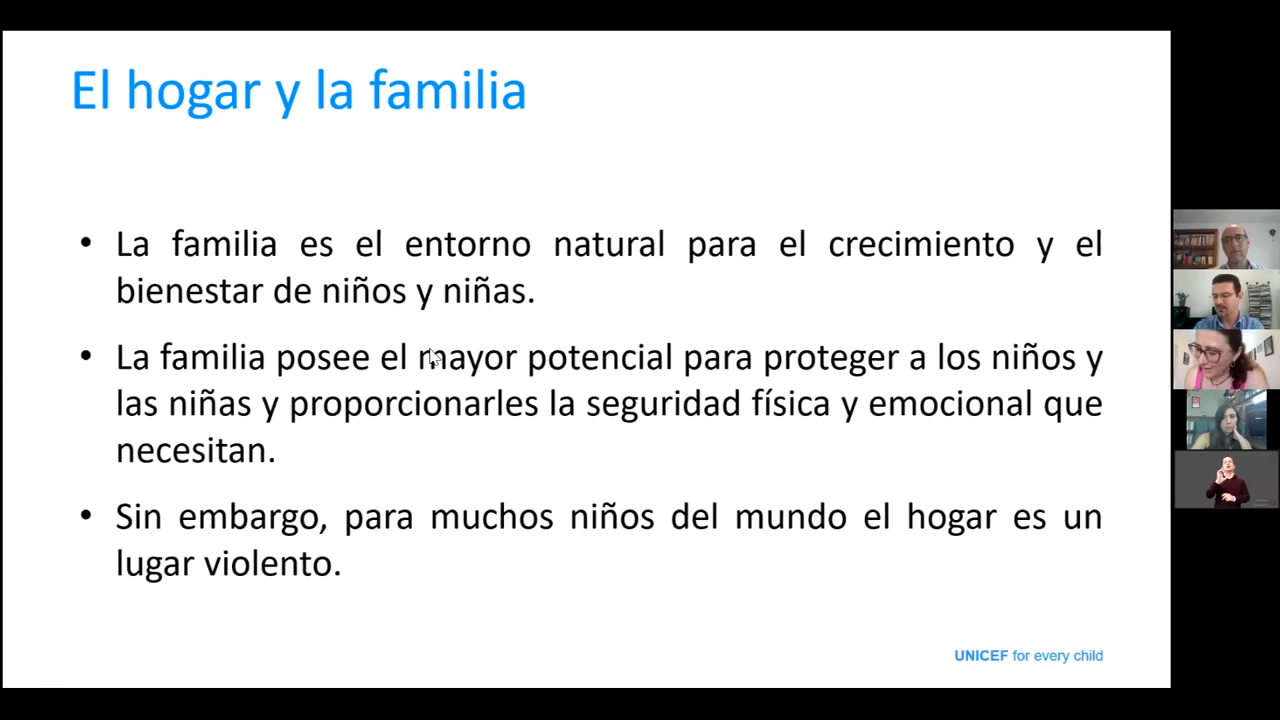 El hogar y la familia
• La familia es el entorno natural para el crecimiento y el
bienestar de niños y niñas.
• La familia posee el mayor potencial para proteger a los niños y
las niñas y proporcionarles la seguridad física y emocional que
necesitan.
• Sin embargo, para muchos niños del mundo el hogar es un
lugar violento.
UNICEF for every child